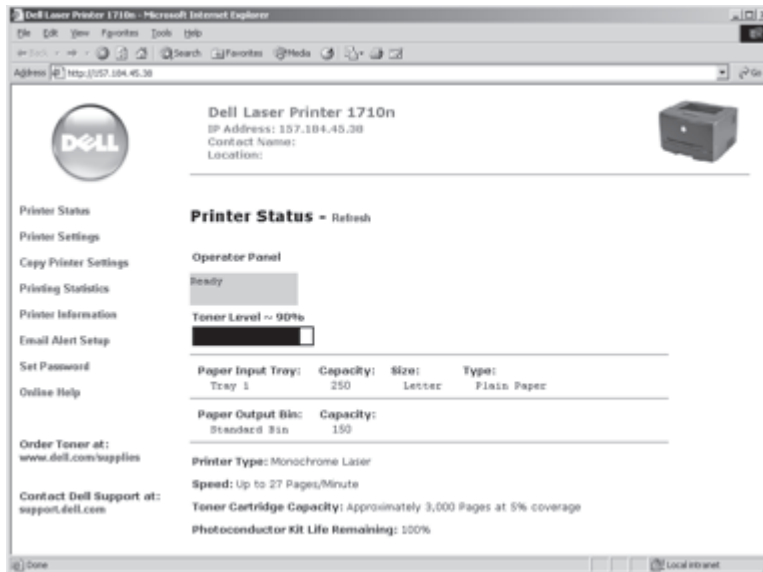 Dell Laser Printer 1710n - Microsoft Internet Explorer
File Edit View Favorites Tools Help
Back Search Favorites Media
Address http://157.184.45.38 Go
DELL
Dell Laser Printer 1710n
IP Address: 157.184.45.38
Contact Name:
Location:
Printer Status
Printer Settings
Copy Printer Settings
Printing Statistics
Printer Information
Email Alert Setup
Set Password
Online Help
Order Toner at:
www.dell.com/supplies
Contact Dell Support at:
support.dell.com
Printer Status - Refresh
Operator Panel
Ready
Toner Level ~ 90%
Paper Input Tray: Capacity: Size: Type:
Tray 1 250 Letter Plain Paper
Paper Output Bin: Capacity:
Standard Bin 150
Printer Type: Monochrome Laser
Speed: Up to 27 Pages/Minute
Toner Cartridge Capacity: Approximately 3,000 Pages at 5% coverage
Photoconductor Kit Life Remaining: 100%
Done Local intranet